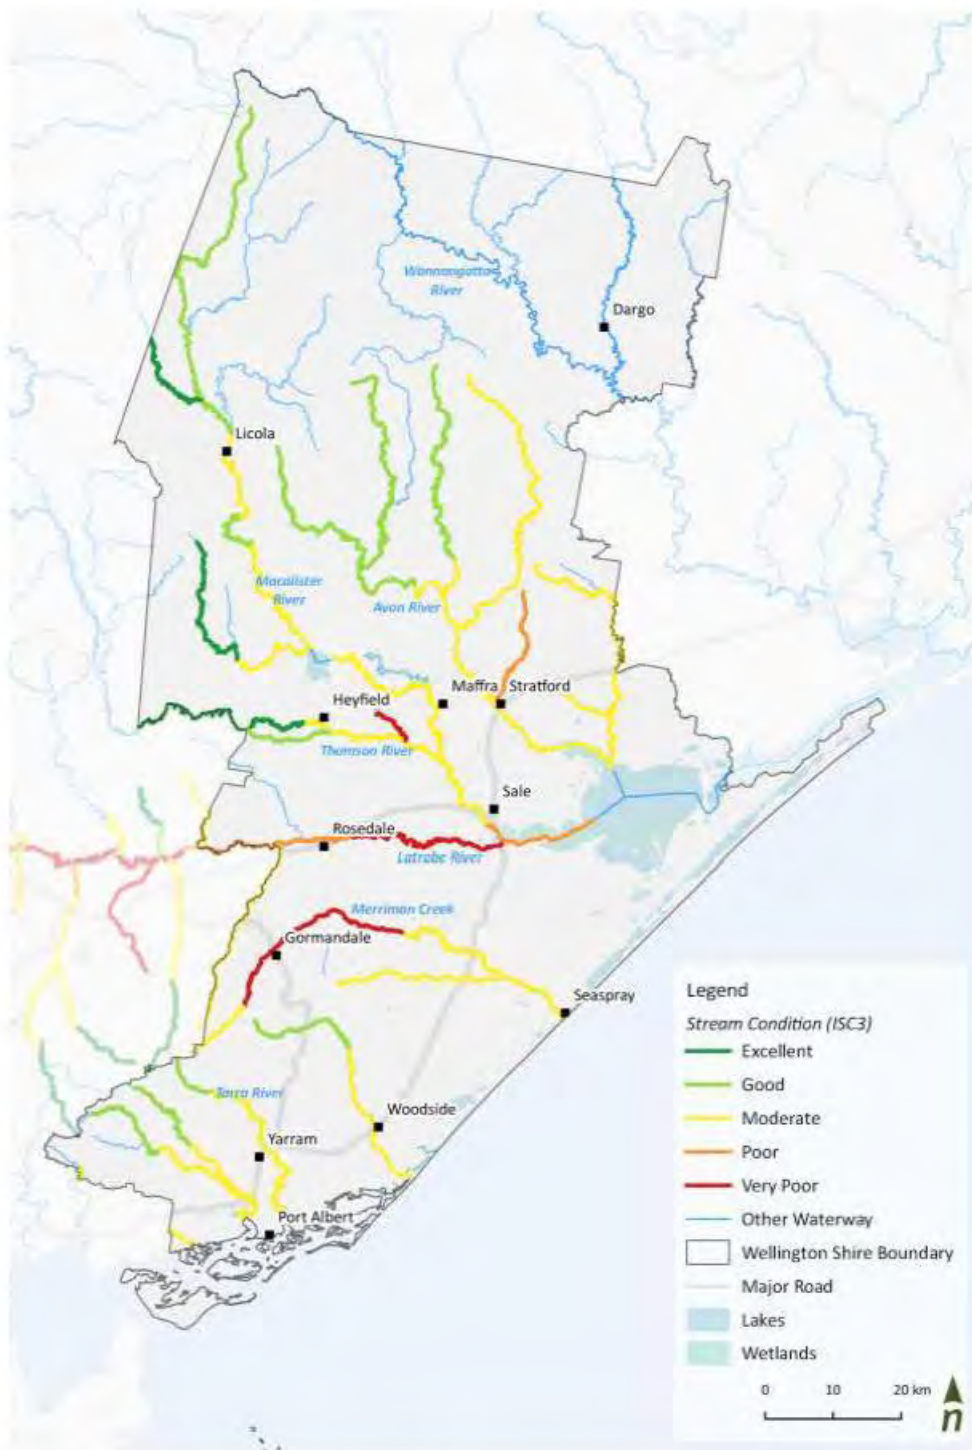 Wonnangatta
River
Dargo
Licola
Macalister
River
Avon River
Maffra
Stratford
Heyfield
Thomson River
Sale
Rosedale
Latrobe River
Merriman Creek
Gormandale
Seaspray
Tarra River
Woodside
Yarram
Port Albert
Legend
Stream Condition (ISC3)
Excellent
Good
Moderate
Poor
Very Poor
Other Waterway
Wellington Shire Boundary
Major Road
Lakes
Wetlands
0 10 20 km
n